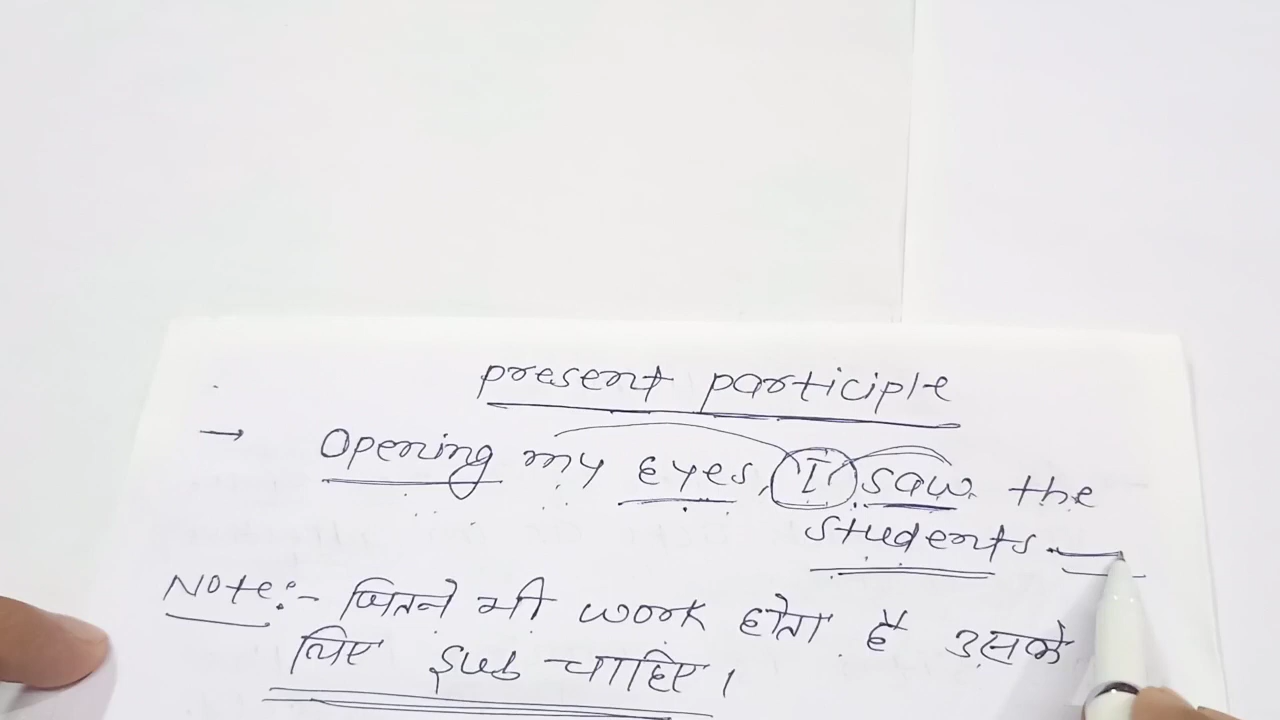 present participle
→ Opening my Eyes, I saw the
students.
Note:- जितने भी work होता है उसके
लिए sub चाहिए।